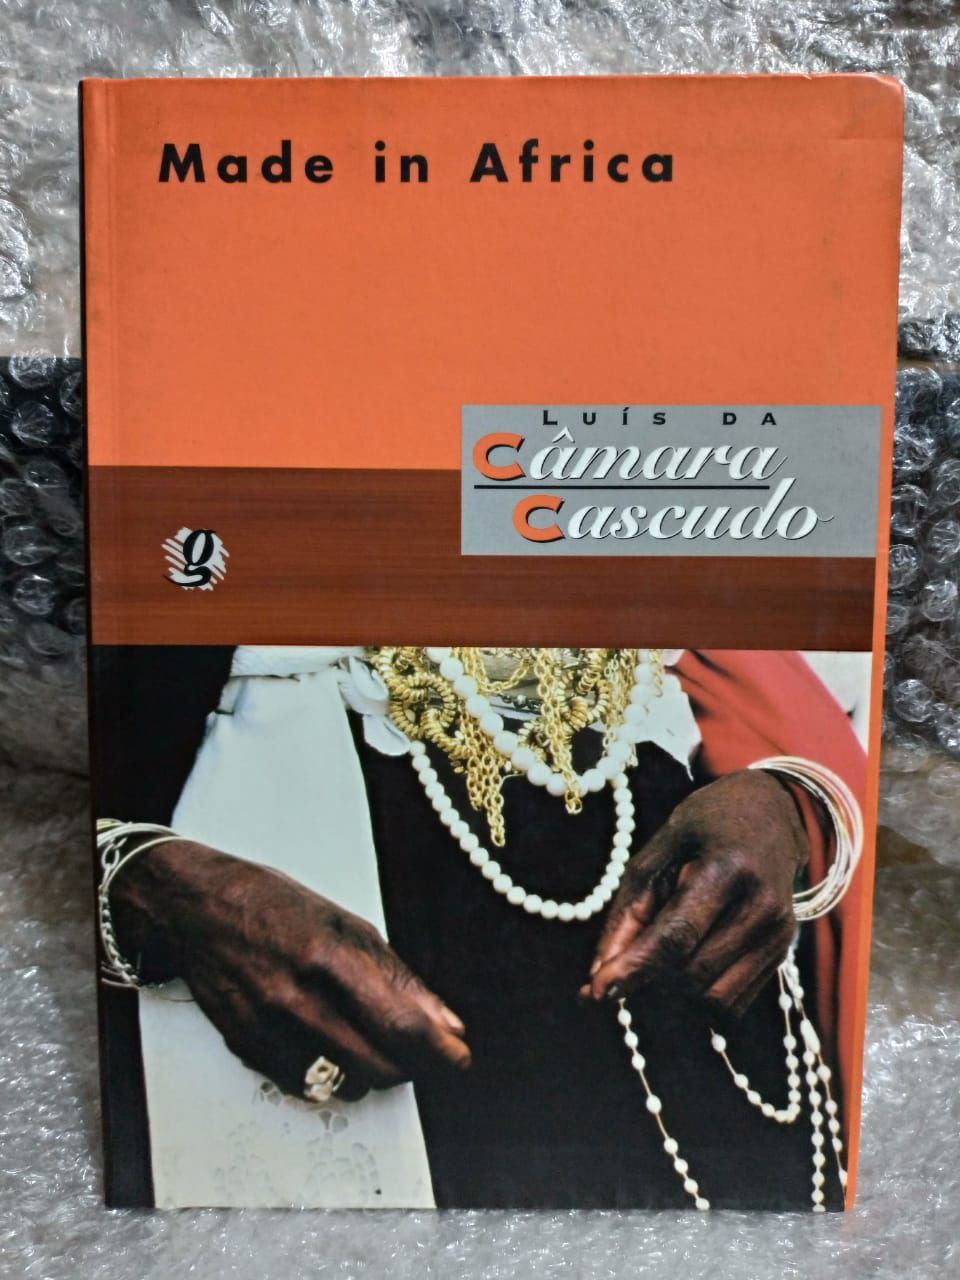 Made in Africa
LUÍS DA
Câmara
Cascudo
g